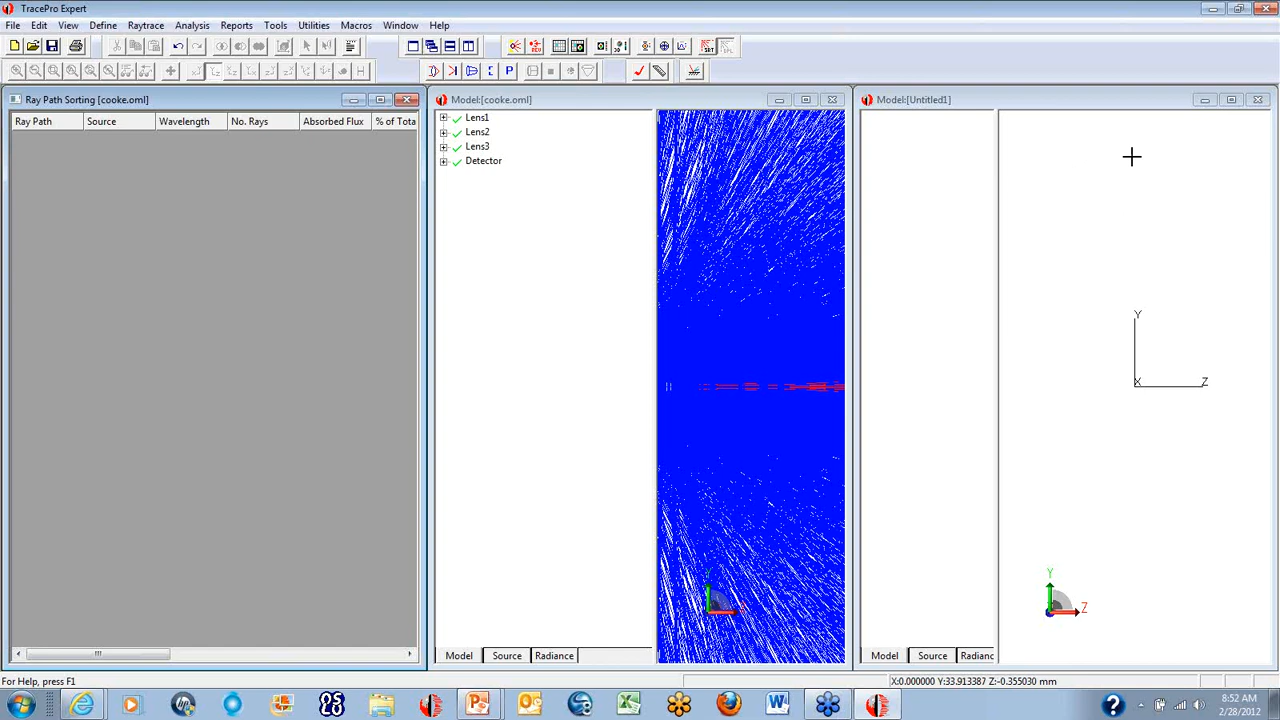 TracePro Expert
File Edit View Define Raytrace Analysis Reports Tools Utilities Macros Window Help
Ray Path Sorting [cooke.oml]
Model:[cooke.oml]
Model:[Untitled1]
Ray Path Source Wavelength No. Rays Absorbed Flux % of Tota
Lens1
Lens2
Lens3
Detector
Y
X
Z
Y
Z
Model Source Radiance
Model Source Radianc
For Help, press F1
X:0.000000 Y:33.913387 Z:-0.355030 mm
8:52 AM
2/28/2012